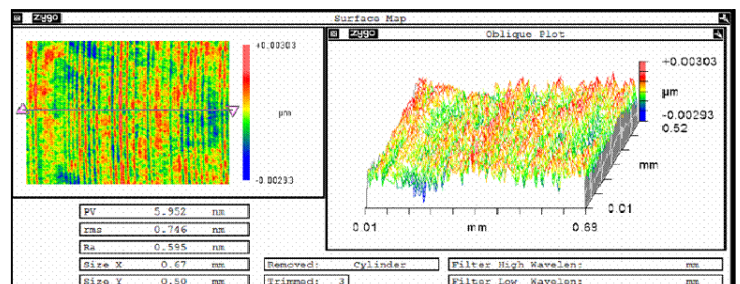 zygo Surface Map
+0.00303
µm
-0.00293
zygo Oblique Plot
+0.00303
µm
-0.00293
0.52
mm
0.01
0.01 mm 0.69
PV 5.952 nm
rms 0.746 nm
Ra 0.595 nm
Size X 0.67 mm
Size Y 0.50 mm
Removed: Cylinder
Trimmed: 3
Filter High Wavelen: mm
Filter Low Wavelen: mm